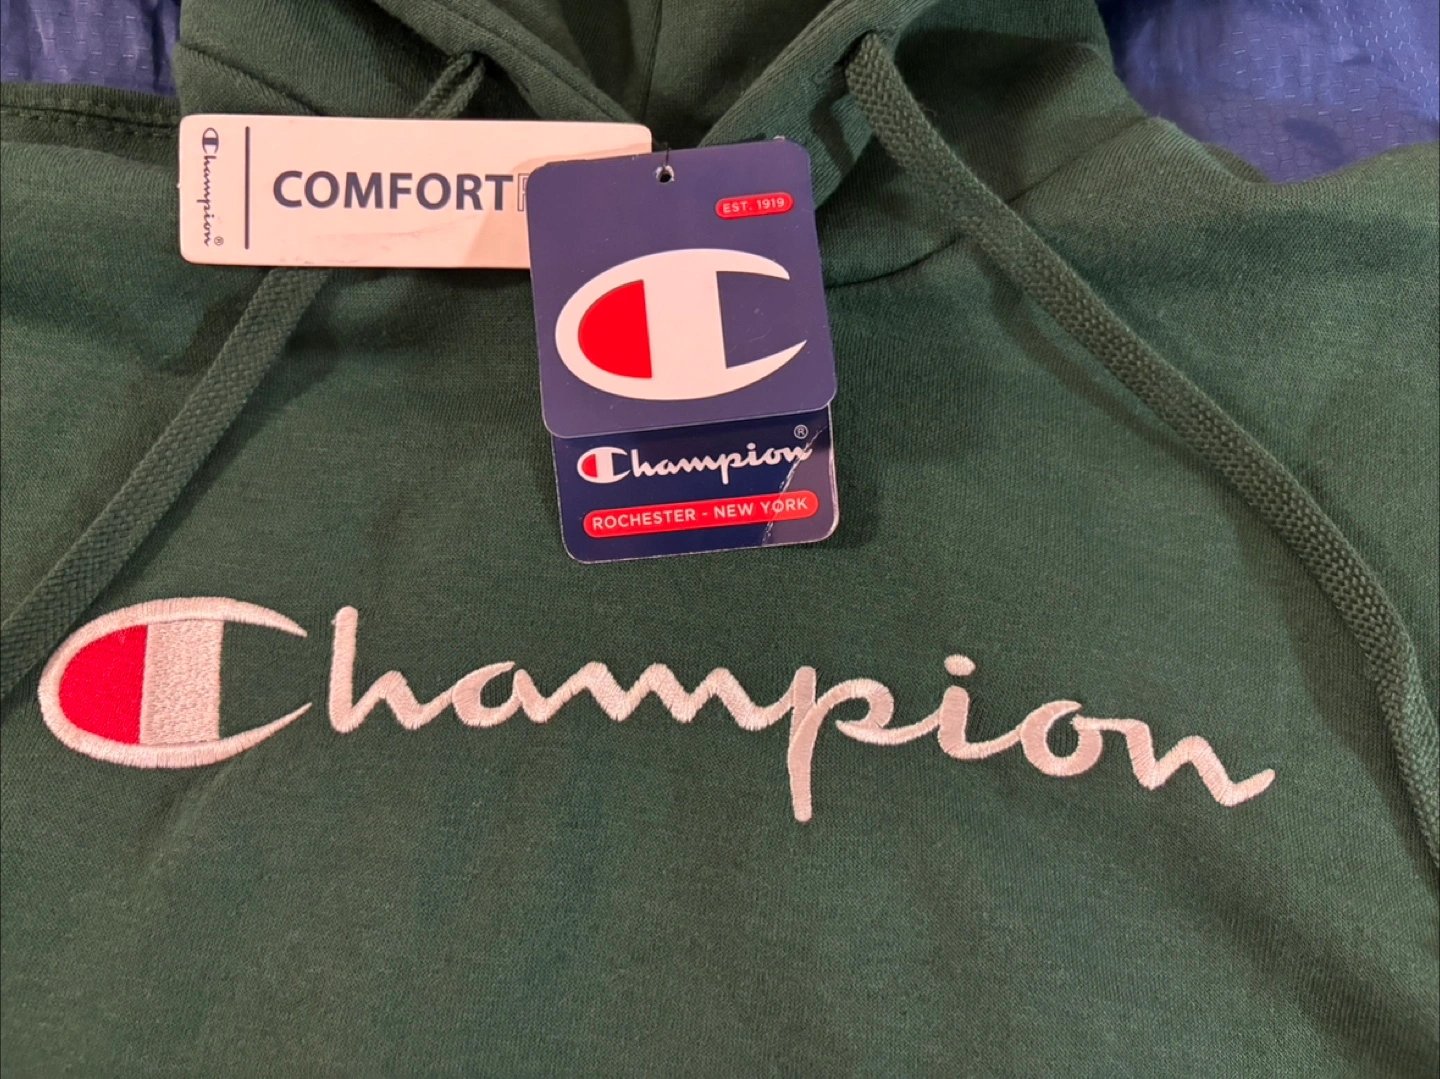 Champion®
COMFORT
EST. 1919
Champion®
ROCHESTER - NEW YORK
Champion